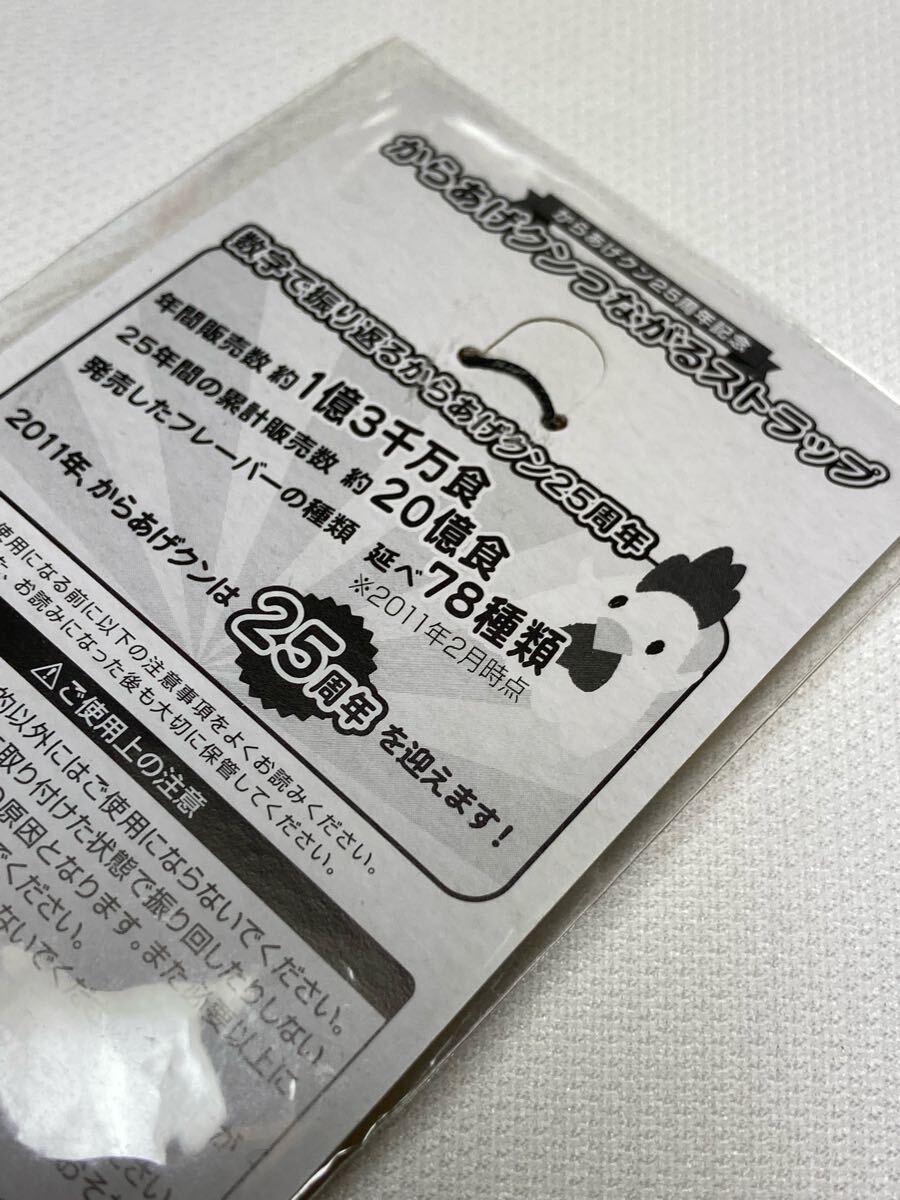 からあげクン25周年記念
からあげクンつながるストラップ
数字で振り返るからあげクン25周年
年間販売数 約1億3千万食
25年間の累計販売数 約20億食
発売したフレーバーの種類 延べ78種類
※2011年2月時点
2011年、からあげクンは25周年を迎えます!
使用になる前に以下の注意事項をよくお読みください。
お読みになった後も大切に保管してください。
⚠ご使用上の注意
的以外にはご使用にならないでください。
取り付けた状態で振り回したりしない
の原因となります。また
以上に
でください。
ないでくだ